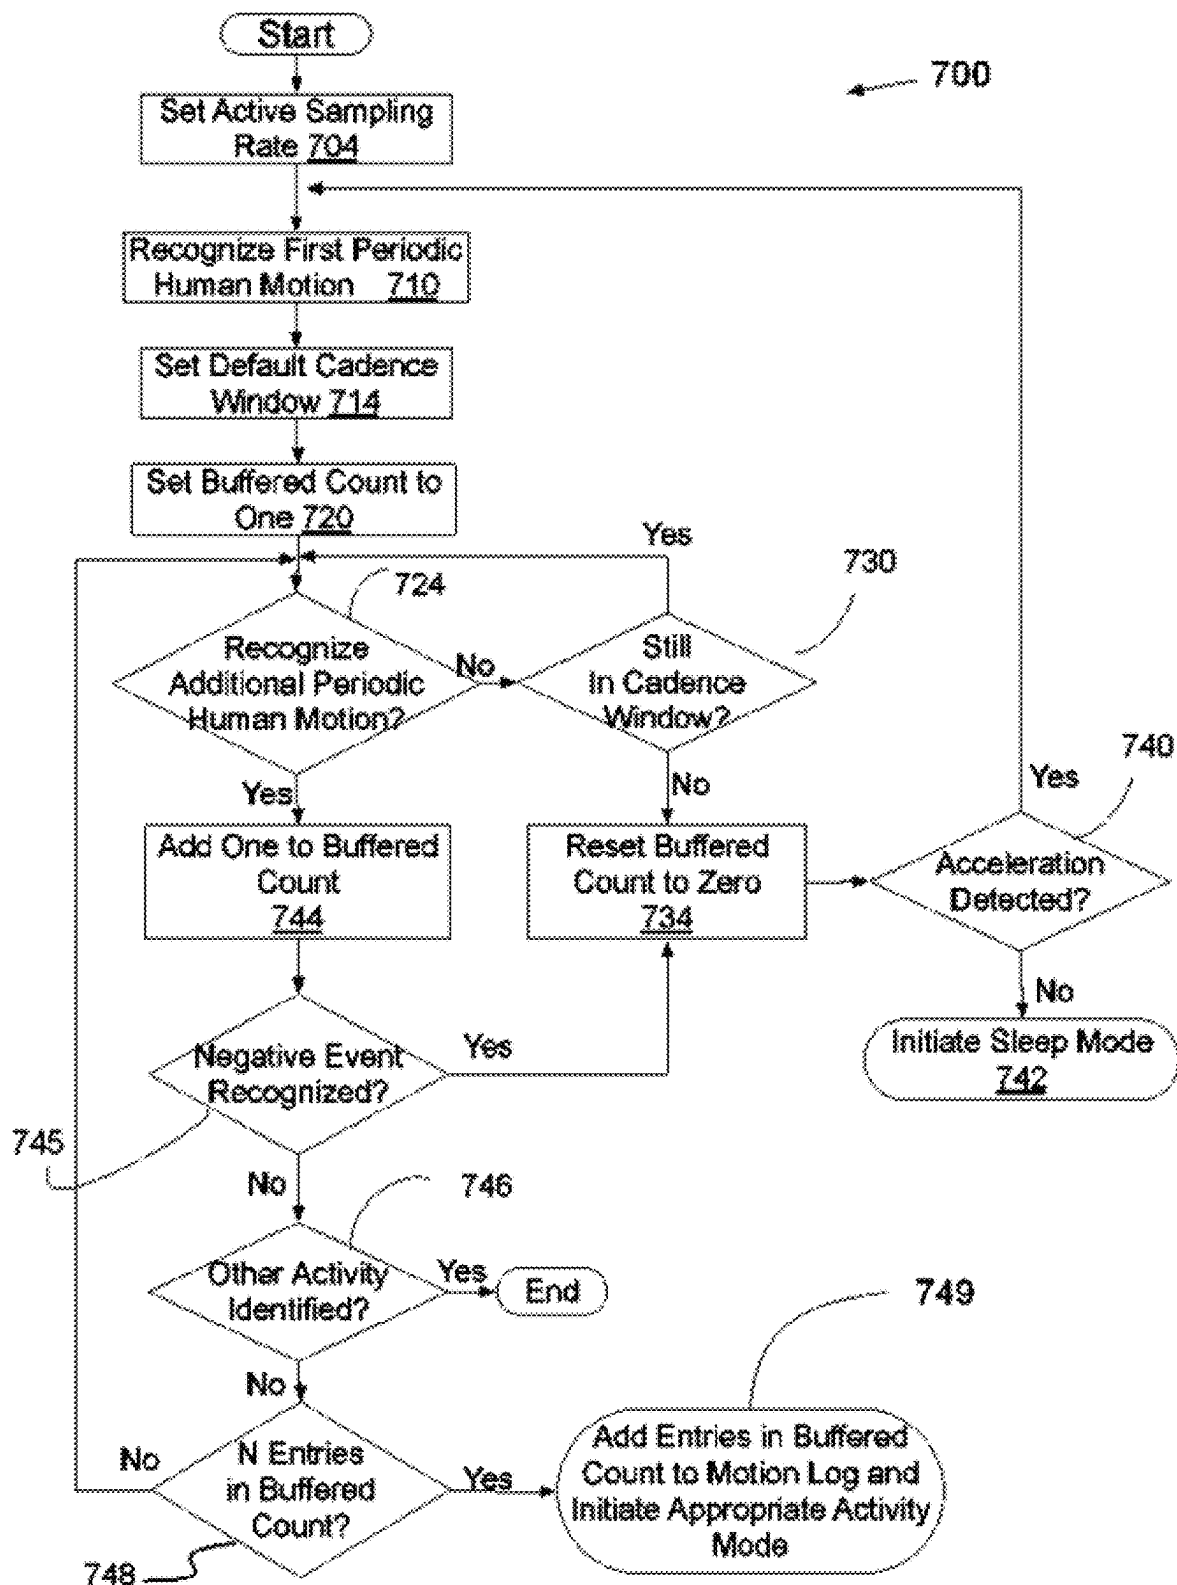 Start
700
Set Active Sampling
Rate 704
Recognize First Periodic
Human Motion 710
Set Default Cadence
Window 714
Set Buffered Count to
One 720
Yes
730
724
Recognize
Additional Periodic
Human Motion?
No
Still
In Cadence
Window?
740
Yes
No
Yes
Add One to Buffered
Count
744
Reset Buffered
Count to Zero
734
Acceleration
Detected?
No
Negative Event
Recognized?
Yes
Initiate Sleep Mode
742
745
No
746
Other Activity
Identified?
Yes
End
749
No
No
N Entries
in Buffered
Count?
Yes
Add Entries in Buffered
Count to Motion Log and
Initiate Appropriate Activity
Mode
748